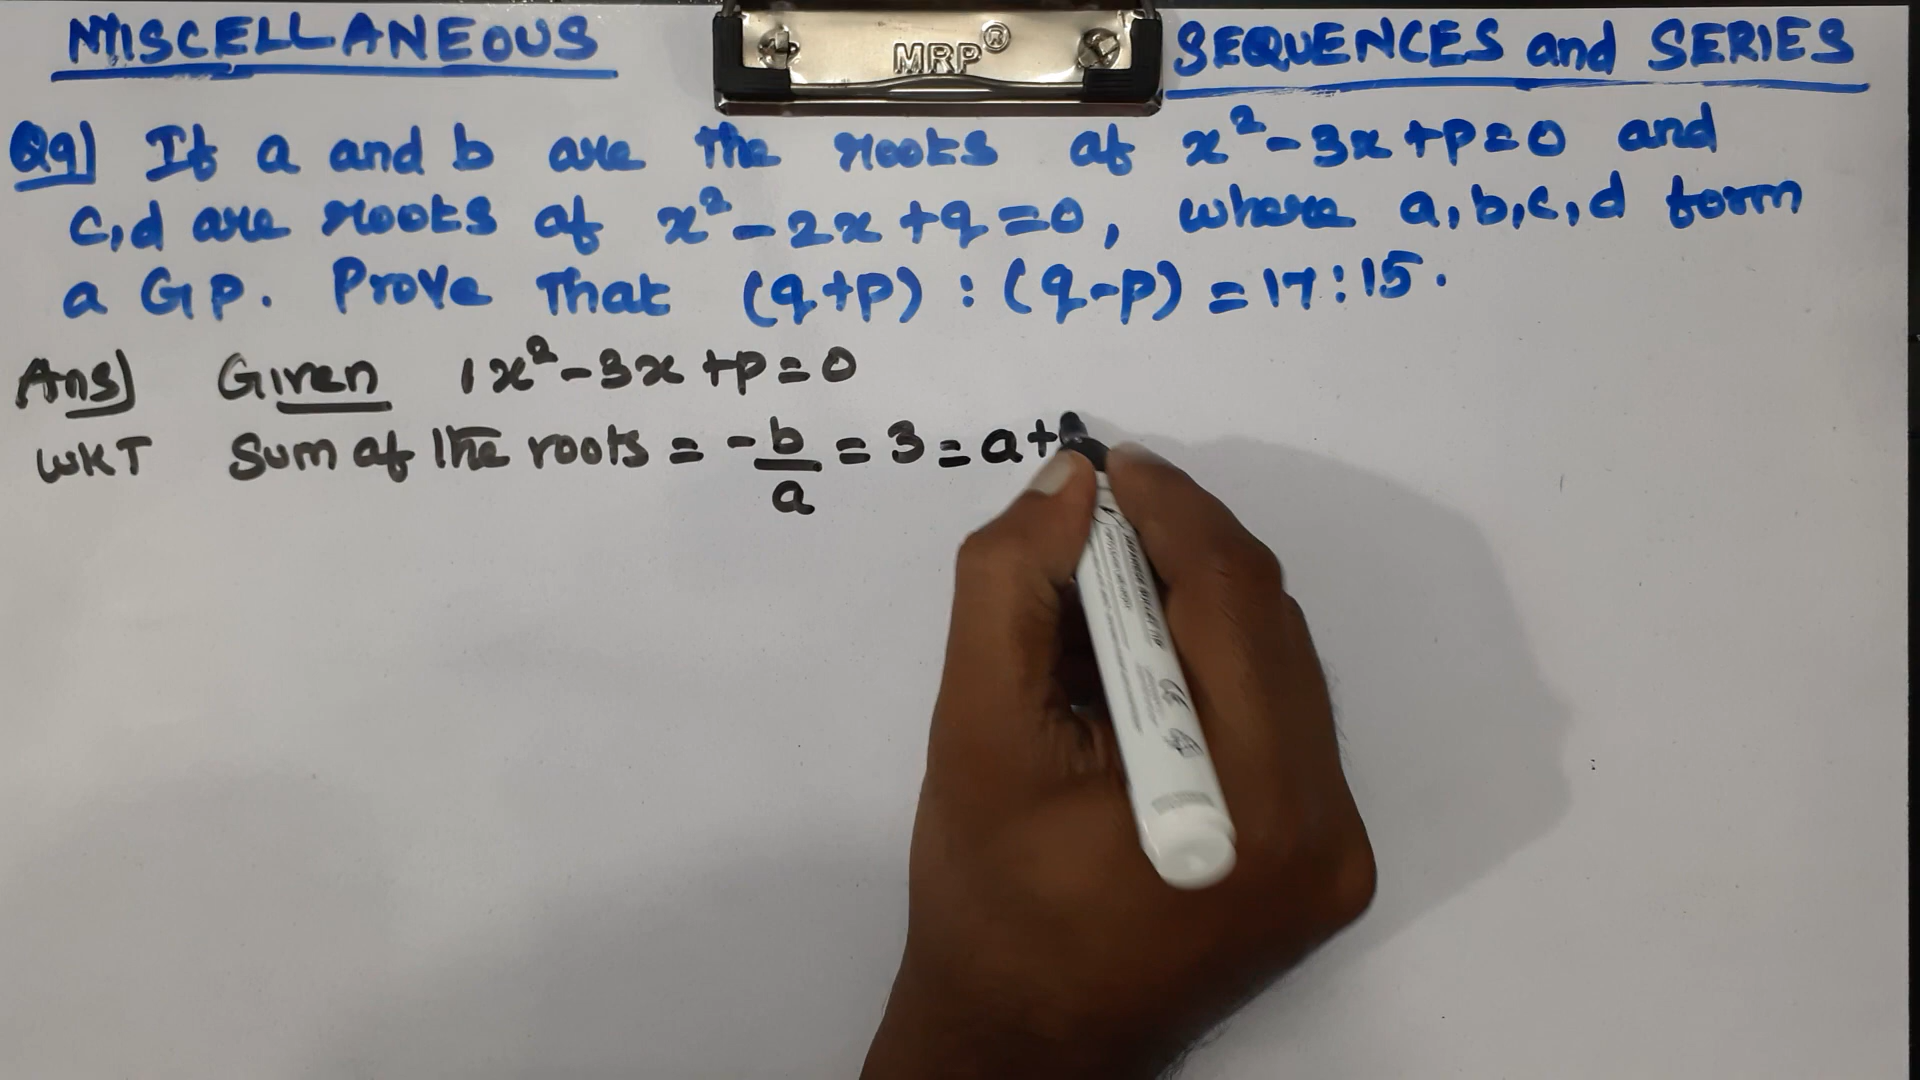 MISCELLANEOUS
MRP®
SEQUENCES and SERIES
Q9) If a and b are the roots of x²-3x+p=0 and
c,d are roots of x²-2x+q=0, where a,b,c,d form
a GP. Prove that (q+p) : (q-p) = 17:15.
Ans) Given 1x²-3x+p=0
WKT Sum of the roots = -b/a = 3 = a+